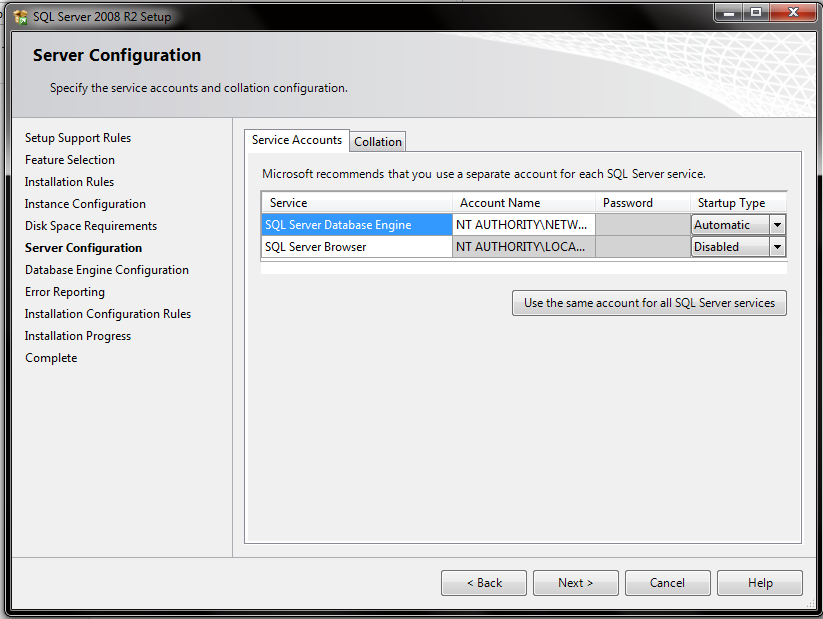 SQL Server 2008 R2 Setup
Server Configuration
Specify the service accounts and collation configuration.
Setup Support Rules
Feature Selection
Installation Rules
Instance Configuration
Disk Space Requirements
Server Configuration
Database Engine Configuration
Error Reporting
Installation Configuration Rules
Installation Progress
Complete
Service Accounts Collation
Microsoft recommends that you use a separate account for each SQL Server service.
Service Account Name Password Startup Type
SQL Server Database Engine NT AUTHORITY\NETW... Automatic
SQL Server Browser NT AUTHORITY\LOCA... Disabled
Use the same account for all SQL Server services
< Back Next > Cancel Help